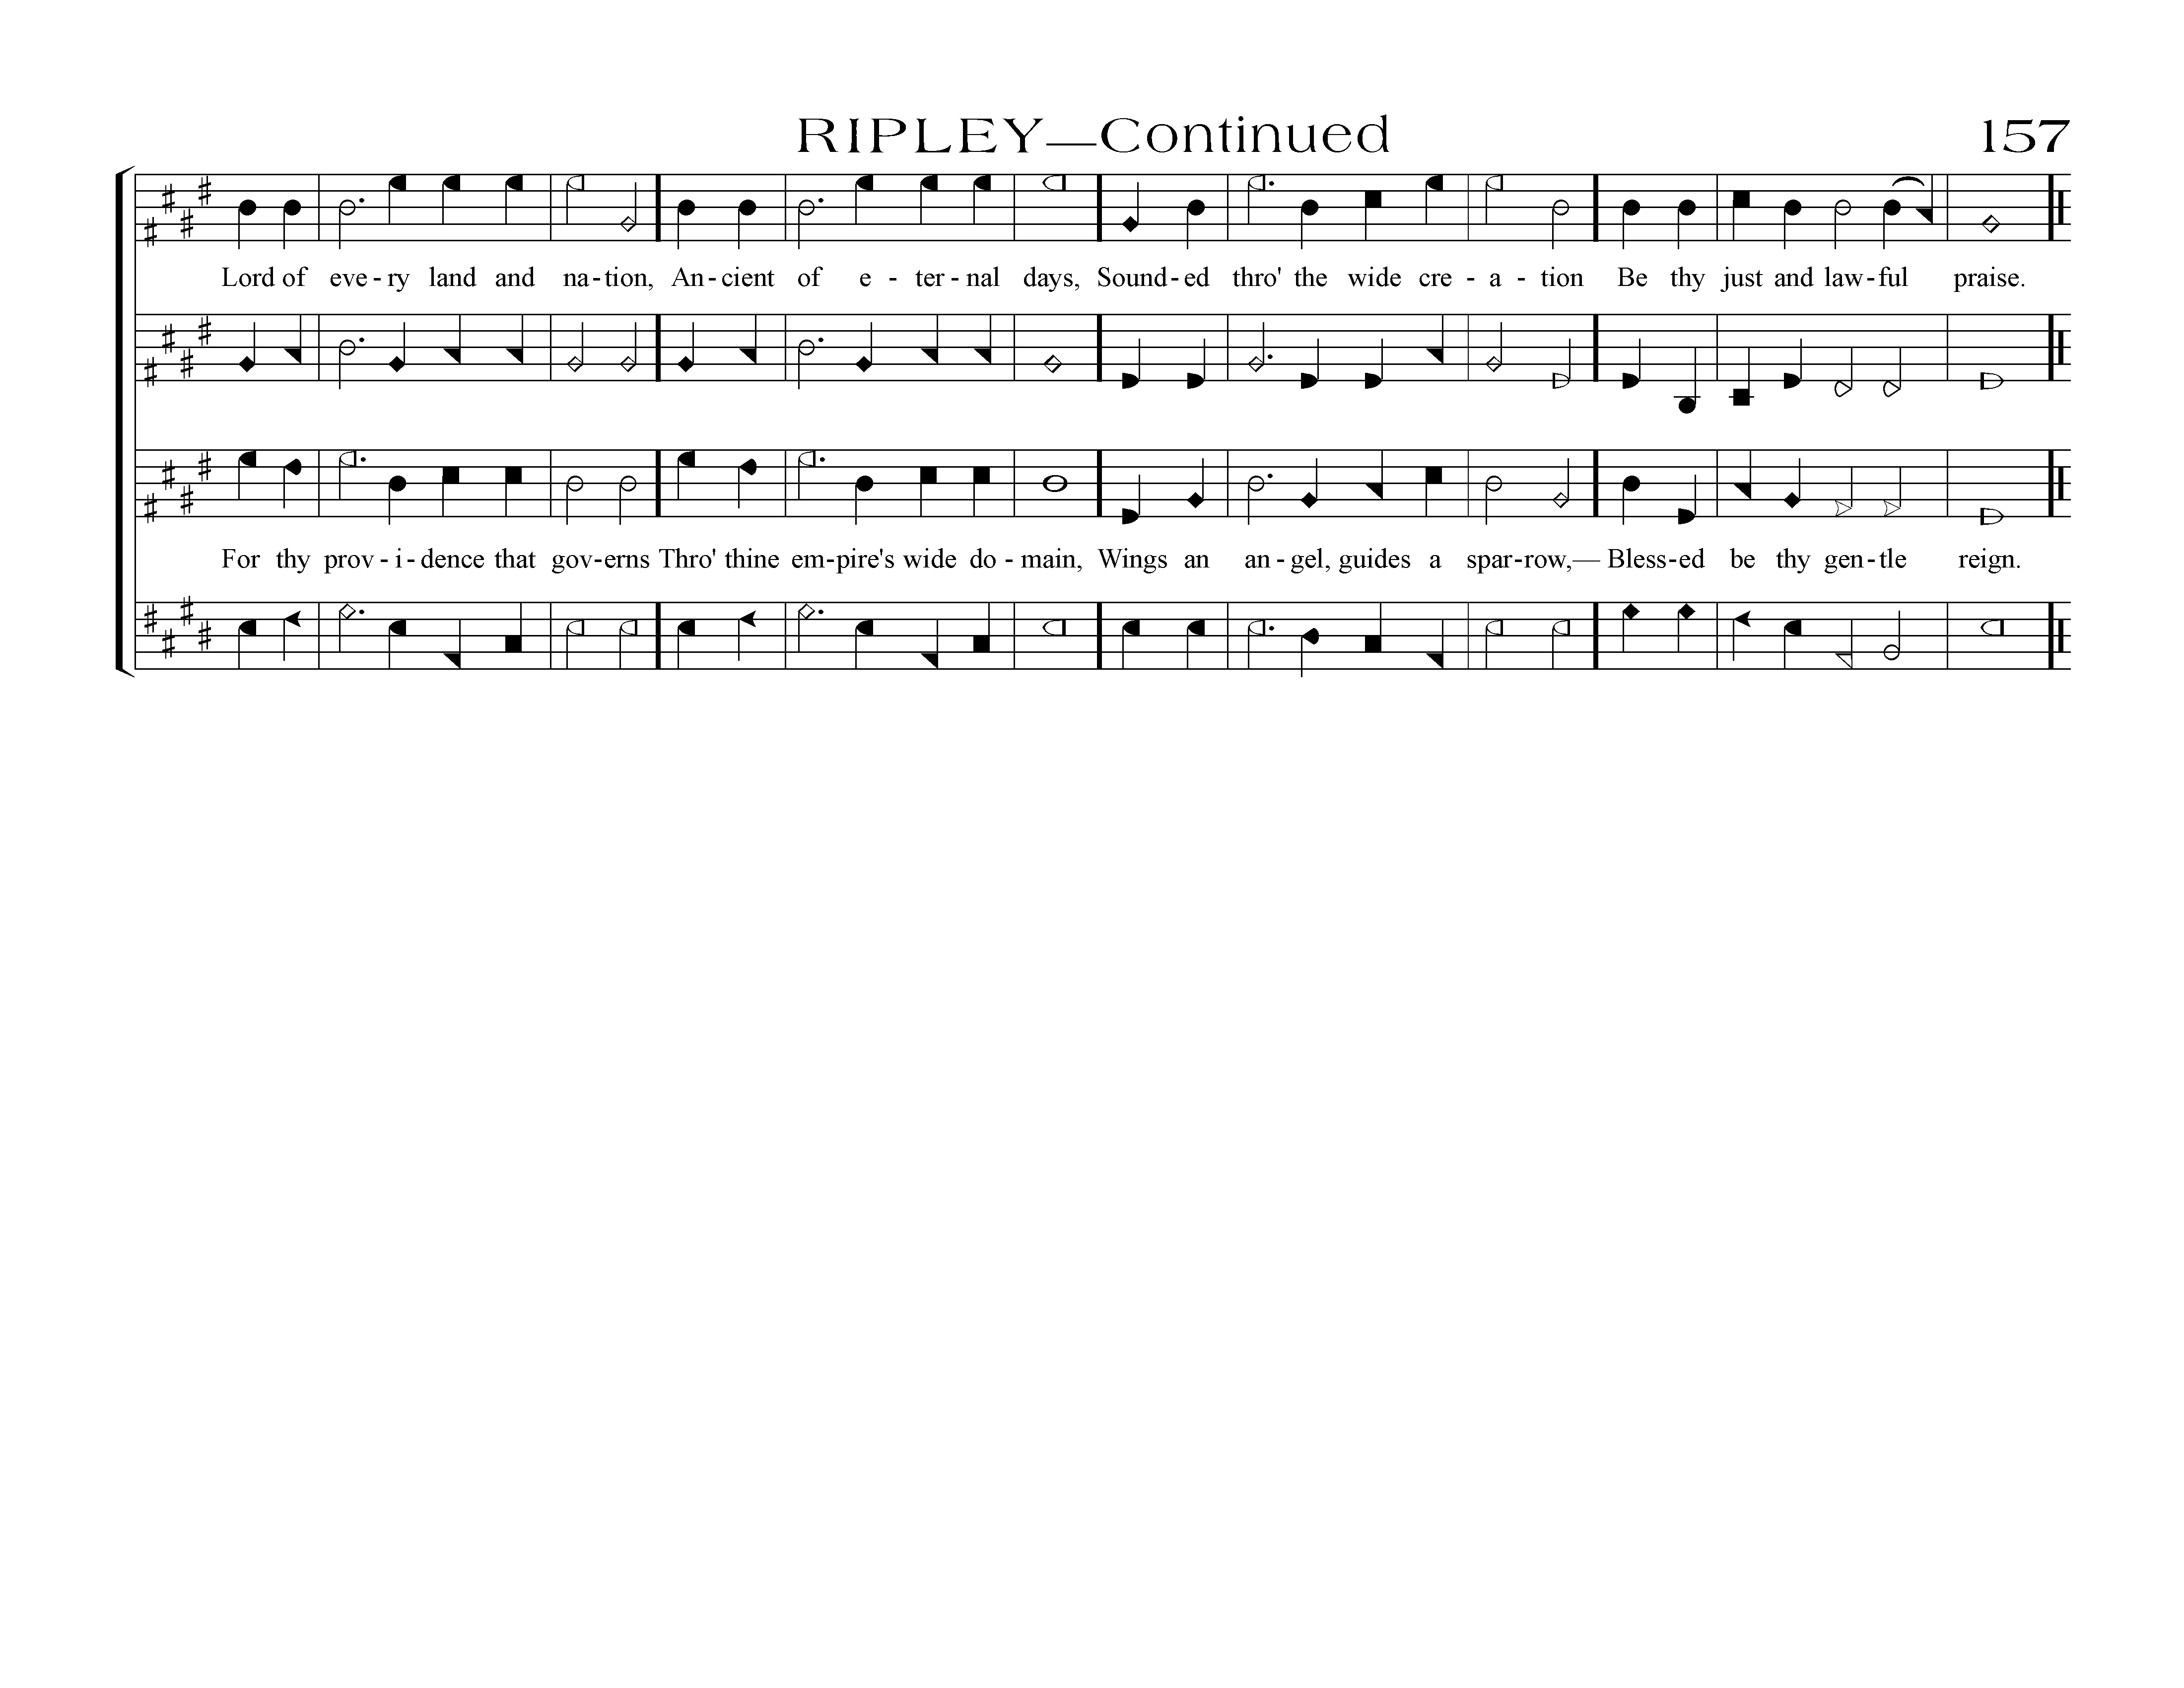 RIPLEY—Continued 157
Lord of eve-ry land and na-tion, An-cient of e-ter-nal days, Sound-ed thro' the wide cre-a-tion Be thy just and law-ful praise.
For thy prov-i-dence that gov-erns Thro' thine em-pire's wide do-main, Wings an an-gel, guides a spar-row,— Bless-ed be thy gen-tle reign.